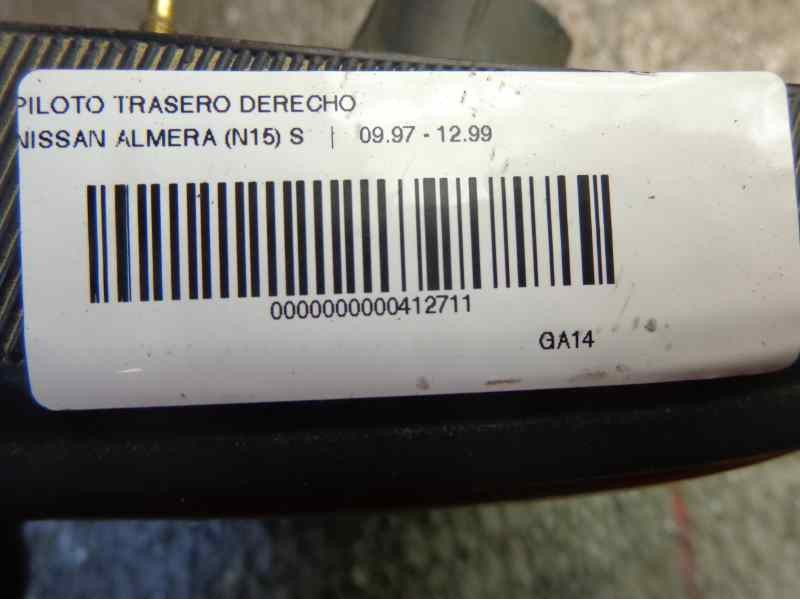 PILOTO TRASERO DERECHO
NISSAN ALMERA (N15) S | 09.97 - 12.99
0000000000412711
GA14